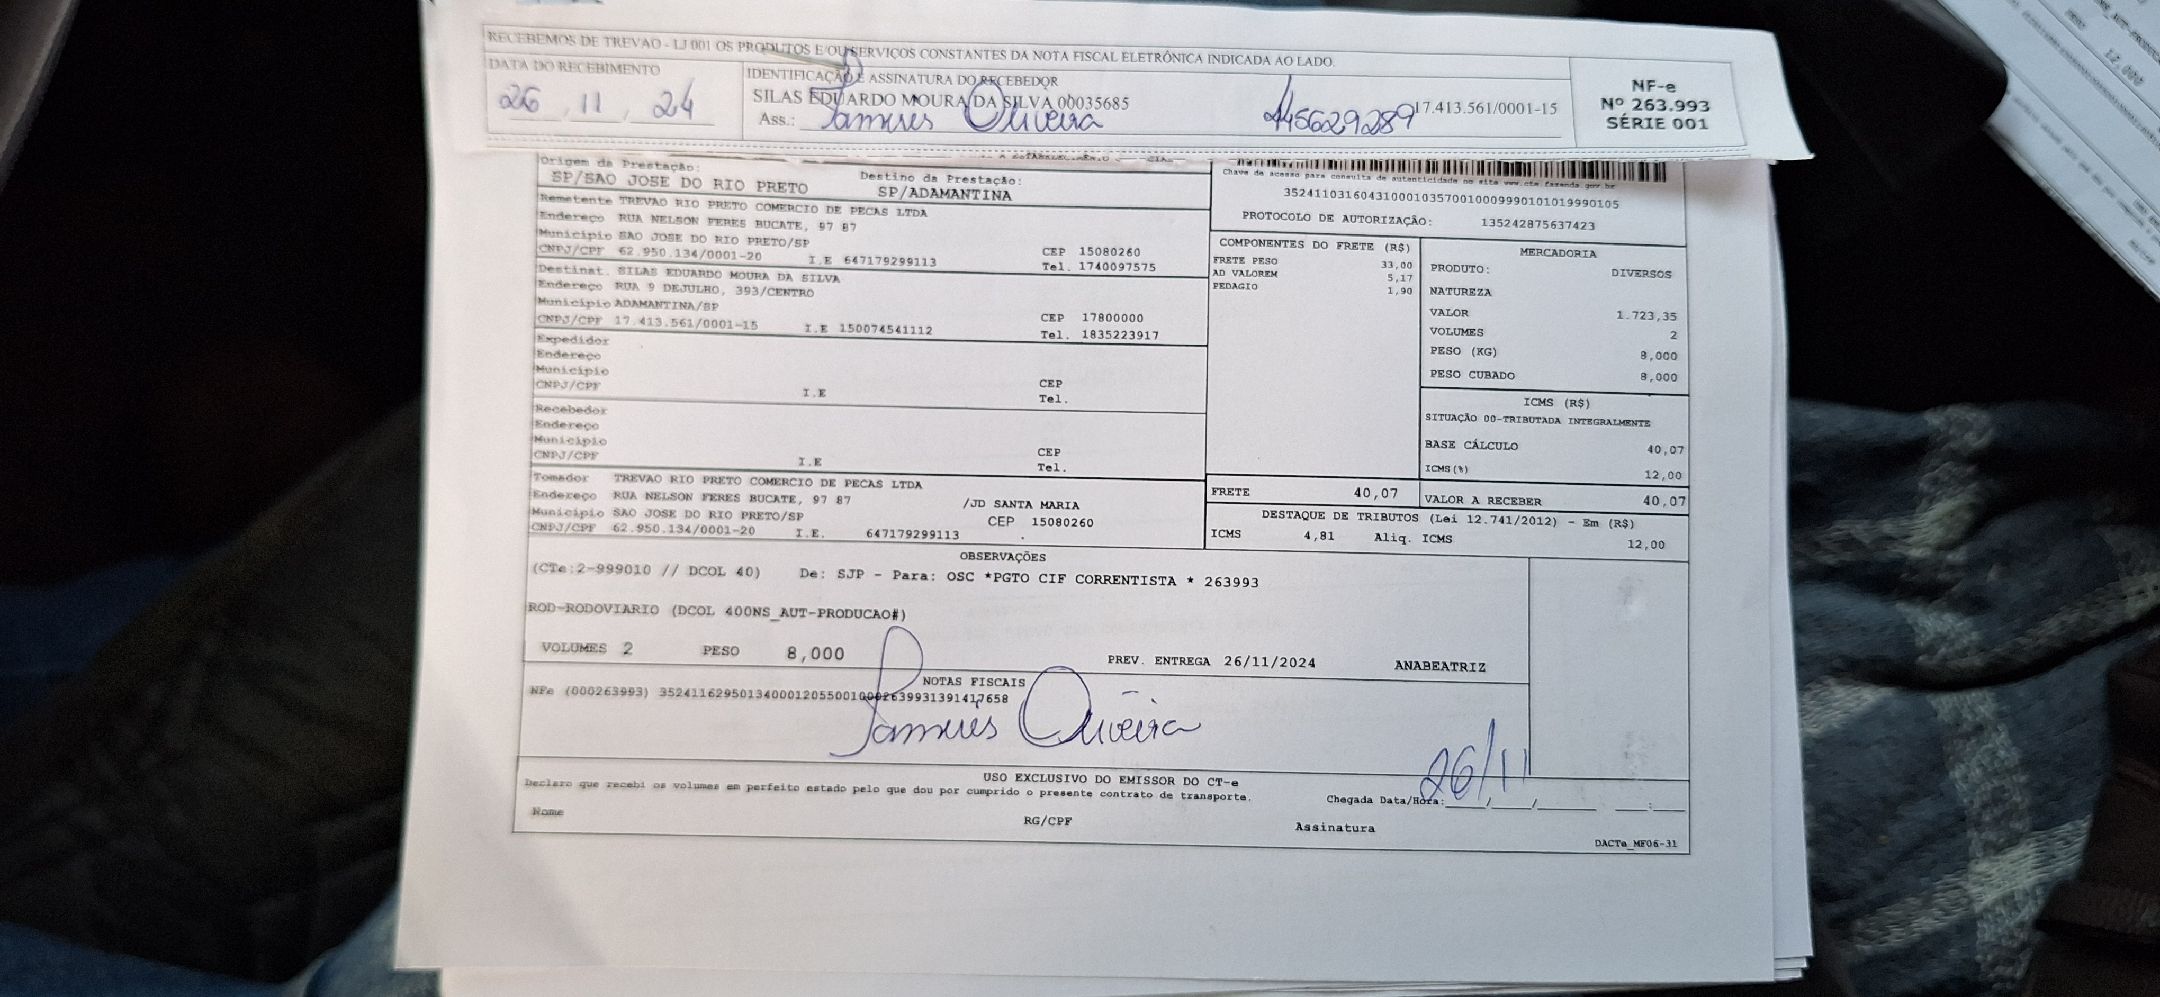 RECEBEMOS DE TREVAO - LJ 001 OS PRODUTOS E/OU SERVIÇOS CONSTANTES DA NOTA FISCAL ELETRÔNICA INDICADA AO LADO.
DATA DO RECEBIMENTO
26 , 11 , 24
IDENTIFICAÇÃO E ASSINATURA DO RECEBEDOR
SILAS EDUARDO MOURA DA SILVA 00035685
17.413.561/0001-15
Ass.: Tamires Oliveira
NF-e
Nº 263.993
SÉRIE 001
Origem da Prestação:
SP/SAO JOSE DO RIO PRETO
Destino da Prestação:
SP/ADAMANTINA
Chave de acesso para consulta de autenticidade no site www.cte.fazenda.gov.br
35241103160431000103570010009990101019990105
PROTOCOLO DE AUTORIZAÇÃO: 135242875637423
Remetente TREVAO RIO PRETO COMERCIO DE PECAS LTDA
Endereço RUA NELSON FERES BUCATE, 97 87
Município SAO JOSE DO RIO PRETO/SP
CEP 15080260
CNPJ/CPF 62.950.134/0001-20 I.E 647179299113
Tel. 1740097575
Destinat. SILAS EDUARDO MOURA DA SILVA
Endereço RUA 9 DEJULHO, 393/CENTRO
Município ADAMANTINA/SP
CEP 17800000
CNPJ/CPF 17.413.561/0001-15 I.E 150074541112
Tel. 1835223917
Expedidor
Endereço
Município
CEP
CNPJ/CPF I.E
Tel.
Recebedor
Endereço
Município
CEP
CNPJ/CPF I.E
Tel.
Tomador TREVAO RIO PRETO COMERCIO DE PECAS LTDA
Endereço RUA NELSON FERES BUCATE, 97 87 /JD SANTA MARIA
Município SAO JOSE DO RIO PRETO/SP CEP 15080260
CNPJ/CPF 62.950.134/0001-20 I.E. 647179299113
COMPONENTES DO FRETE (R$)
FRETE PESO 33,00
AD VALOREM 5,17
PEDAGIO 1,90
MERCADORIA
PRODUTO: DIVERSOS
NATUREZA
VALOR 1.723,35
VOLUMES 2
PESO (KG) 8,000
PESO CUBADO 8,000
ICMS (R$)
SITUAÇÃO 00-TRIBUTADA INTEGRALMENTE
BASE CÁLCULO 40,07
ICMS(%) 12,00
FRETE 40,07
VALOR A RECEBER 40,07
DESTAQUE DE TRIBUTOS (Lei 12.741/2012) - Em (R$)
ICMS 4,81 Aliq. ICMS 12,00
OBSERVAÇÕES
(CTe:2-999010 // DCOL 40) De: SJP - Para: OSC *PGTO CIF CORRENTISTA * 263993
ROD-RODOVIARIO (DCOL 400NS_AUT-PRODUCAO#)
VOLUMES 2 PESO 8,000 PREV. ENTREGA 26/11/2024 ANABEATRIZ
NOTAS FISCAIS
NFe (000263993) 35241162950134000120550010002639931391417658
Tamires Oliveira
26/11
USO EXCLUSIVO DO EMISSOR DO CT-e
Declaro que recebi os volumes em perfeito estado pelo que dou por cumprido o presente contrato de transporte.
Chegada Data/Hora:
Nome RG/CPF Assinatura
DACTe_MF06-31